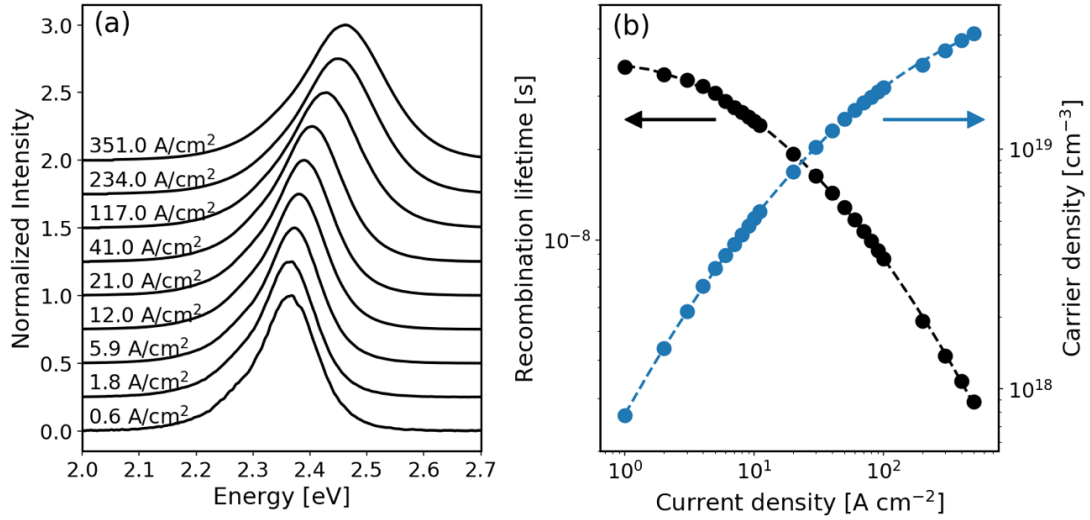 (a)
Normalized Intensity
3.0
2.5
2.0
1.5
1.0
0.5
0.0
351.0 A/cm²
234.0 A/cm²
117.0 A/cm²
41.0 A/cm²
21.0 A/cm²
12.0 A/cm²
5.9 A/cm²
1.8 A/cm²
0.6 A/cm²
2.0 2.1 2.2 2.3 2.4 2.5 2.6 2.7
Energy [eV]
(b)
Recombination lifetime [s]
10⁻⁸
10¹⁹
10¹⁸
Carrier density [cm⁻³]
10⁰ 10¹ 10²
Current density [A cm⁻²]